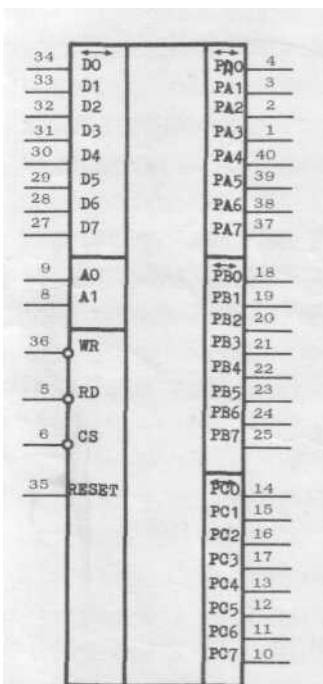 34 D0 PA0 4
33 D1 PA1 3
32 D2 PA2 2
31 D3 PA3 1
30 D4 PA4 40
29 D5 PA5 39
28 D6 PA6 38
27 D7 PA7 37
9 A0 PB0 18
8 A1 PB1 19
PB2 20
36 WR PB3 21
PB4 22
5 RD PB5 23
PB6 24
6 CS PB7 25
35 RESET PC0 14
PC1 15
PC2 16
PC3 17
PC4 13
PC5 12
PC6 11
PC7 10